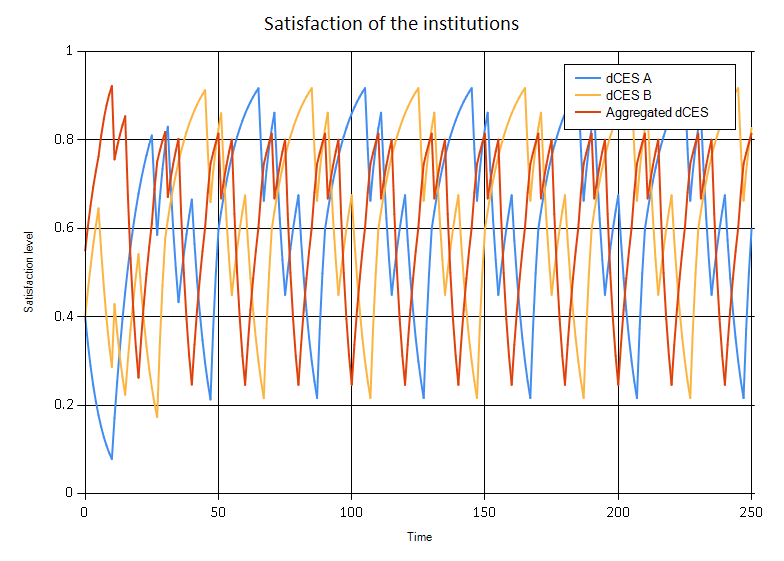 Satisfaction of the institutions
1
dCES A
dCES B
Aggregated dCES
0.8
0.6
Satisfaction level
0.4
0.2
0
0 50 100 150 200 250
Time